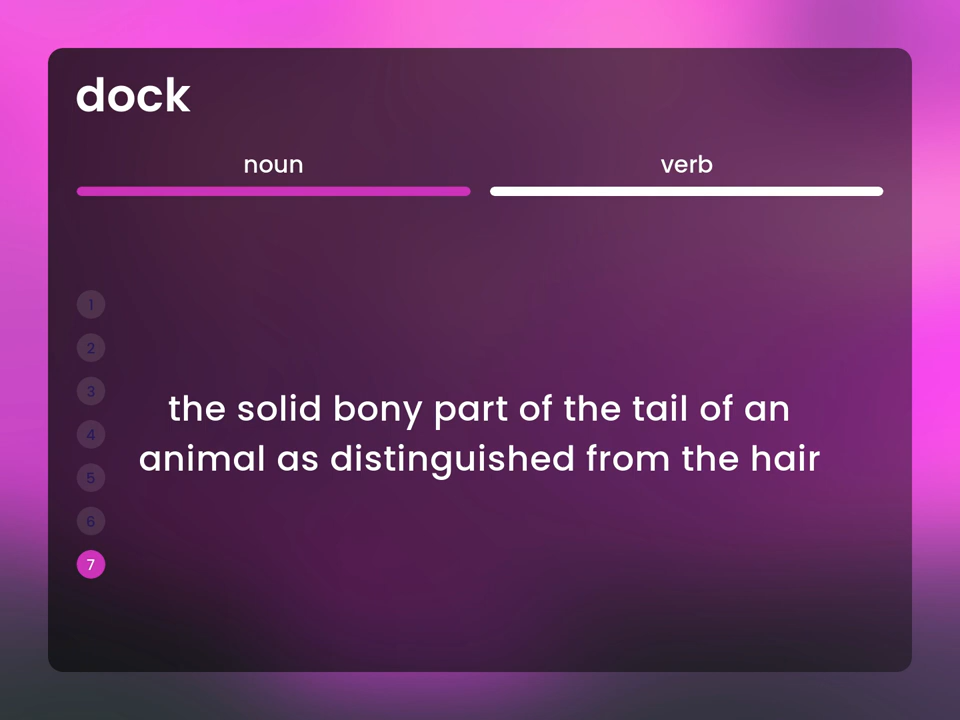 dock
noun
verb
1
2
3
4
5
6
7
the solid bony part of the tail of an
animal as distinguished from the hair